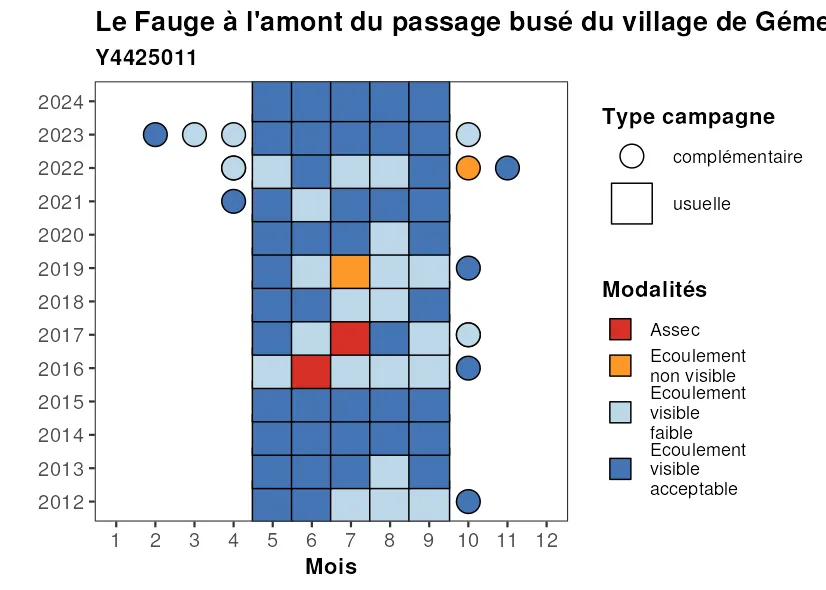 Le Fauge à l'amont du passage busé du village de Géme
Y4425011
2024
2023
2022
2021
2020
2019
2018
2017
2016
2015
2014
2013
2012
1 2 3 4 5 6 7 8 9 10 11 12
Mois
Type campagne
complémentaire
usuelle
Modalités
Assec
Ecoulement
non visible
Ecoulement
visible
faible
Ecoulement
visible
acceptable